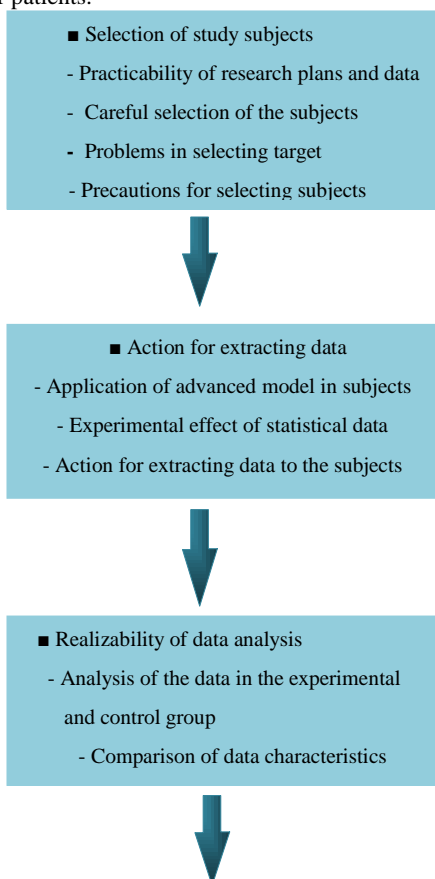 patients.
■ Selection of study subjects
- Practicability of research plans and data
- Careful selection of the subjects
- Problems in selecting target
- Precautions for selecting subjects
■ Action for extracting data
- Application of advanced model in subjects
- Experimental effect of statistical data
- Action for extracting data to the subjects
■ Realizability of data analysis
- Analysis of the data in the experimental
and control group
- Comparison of data characteristics